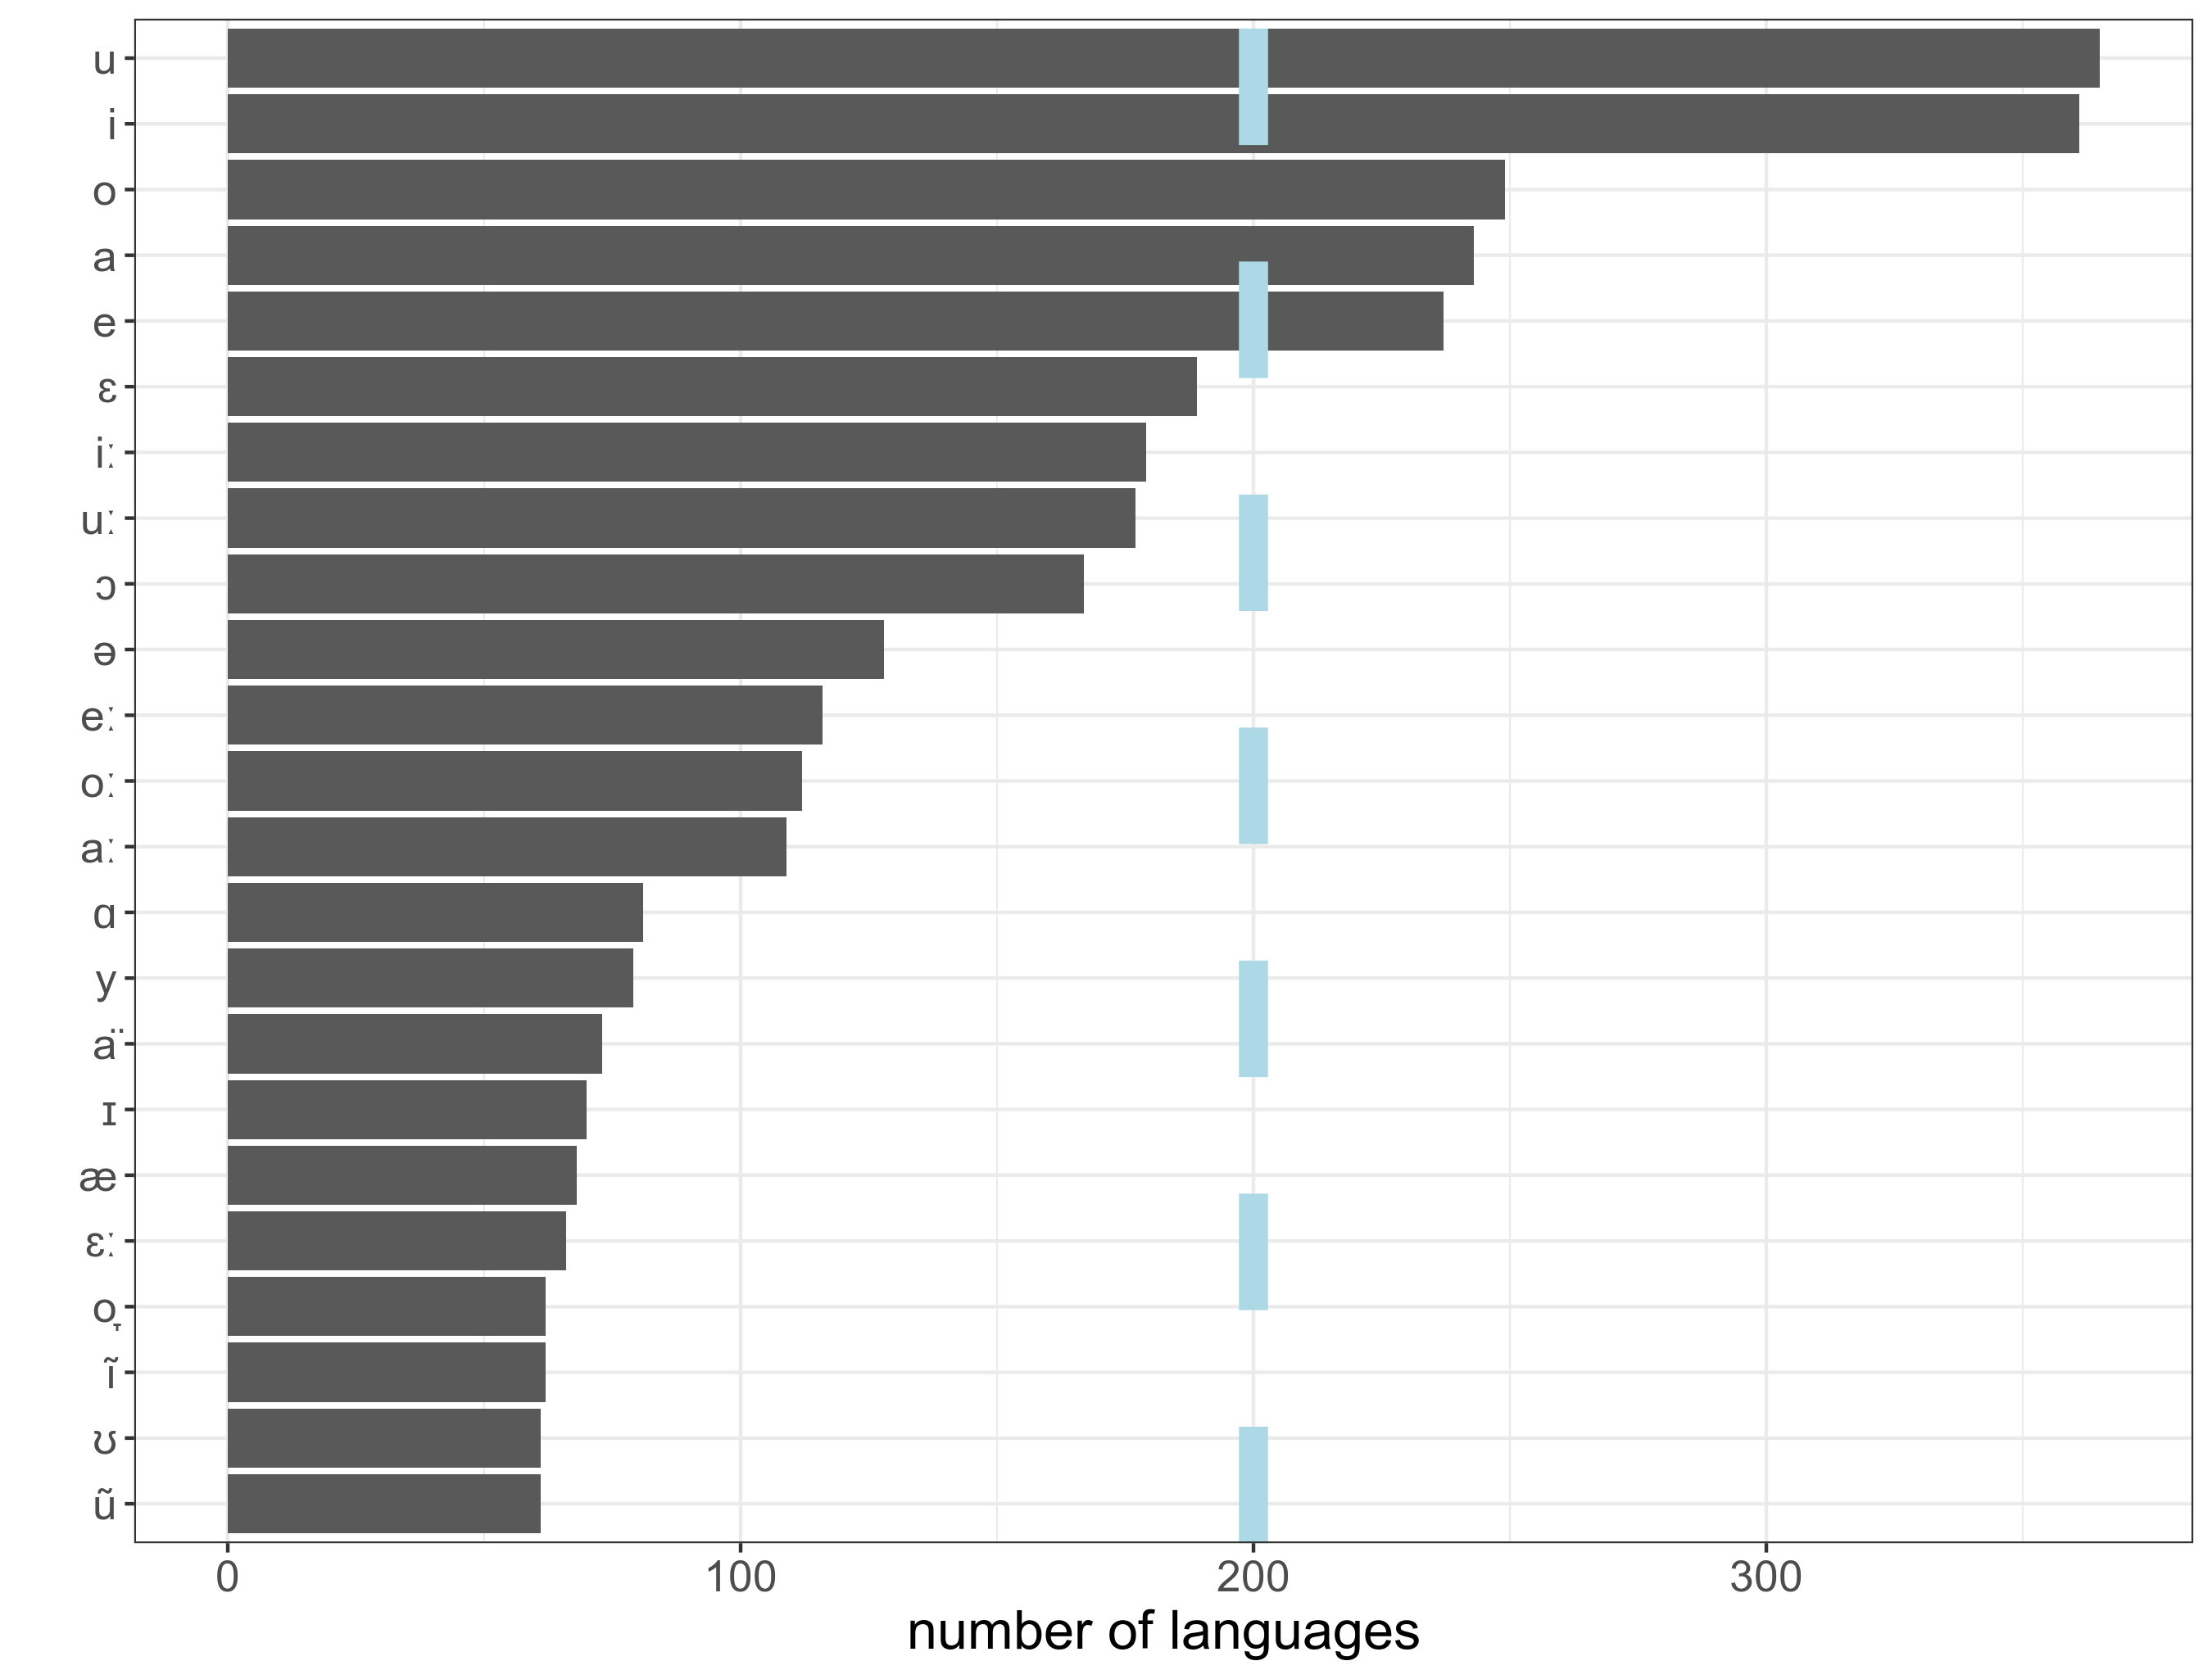 u
i
o
a
e
ɛ
iː
uː
ɔ
ə
eː
oː
aː
ɑ
y
ä
ɪ
æ
ɛː
o̞
ĩ
ʊ
ũ
0 100 200 300
number of languages